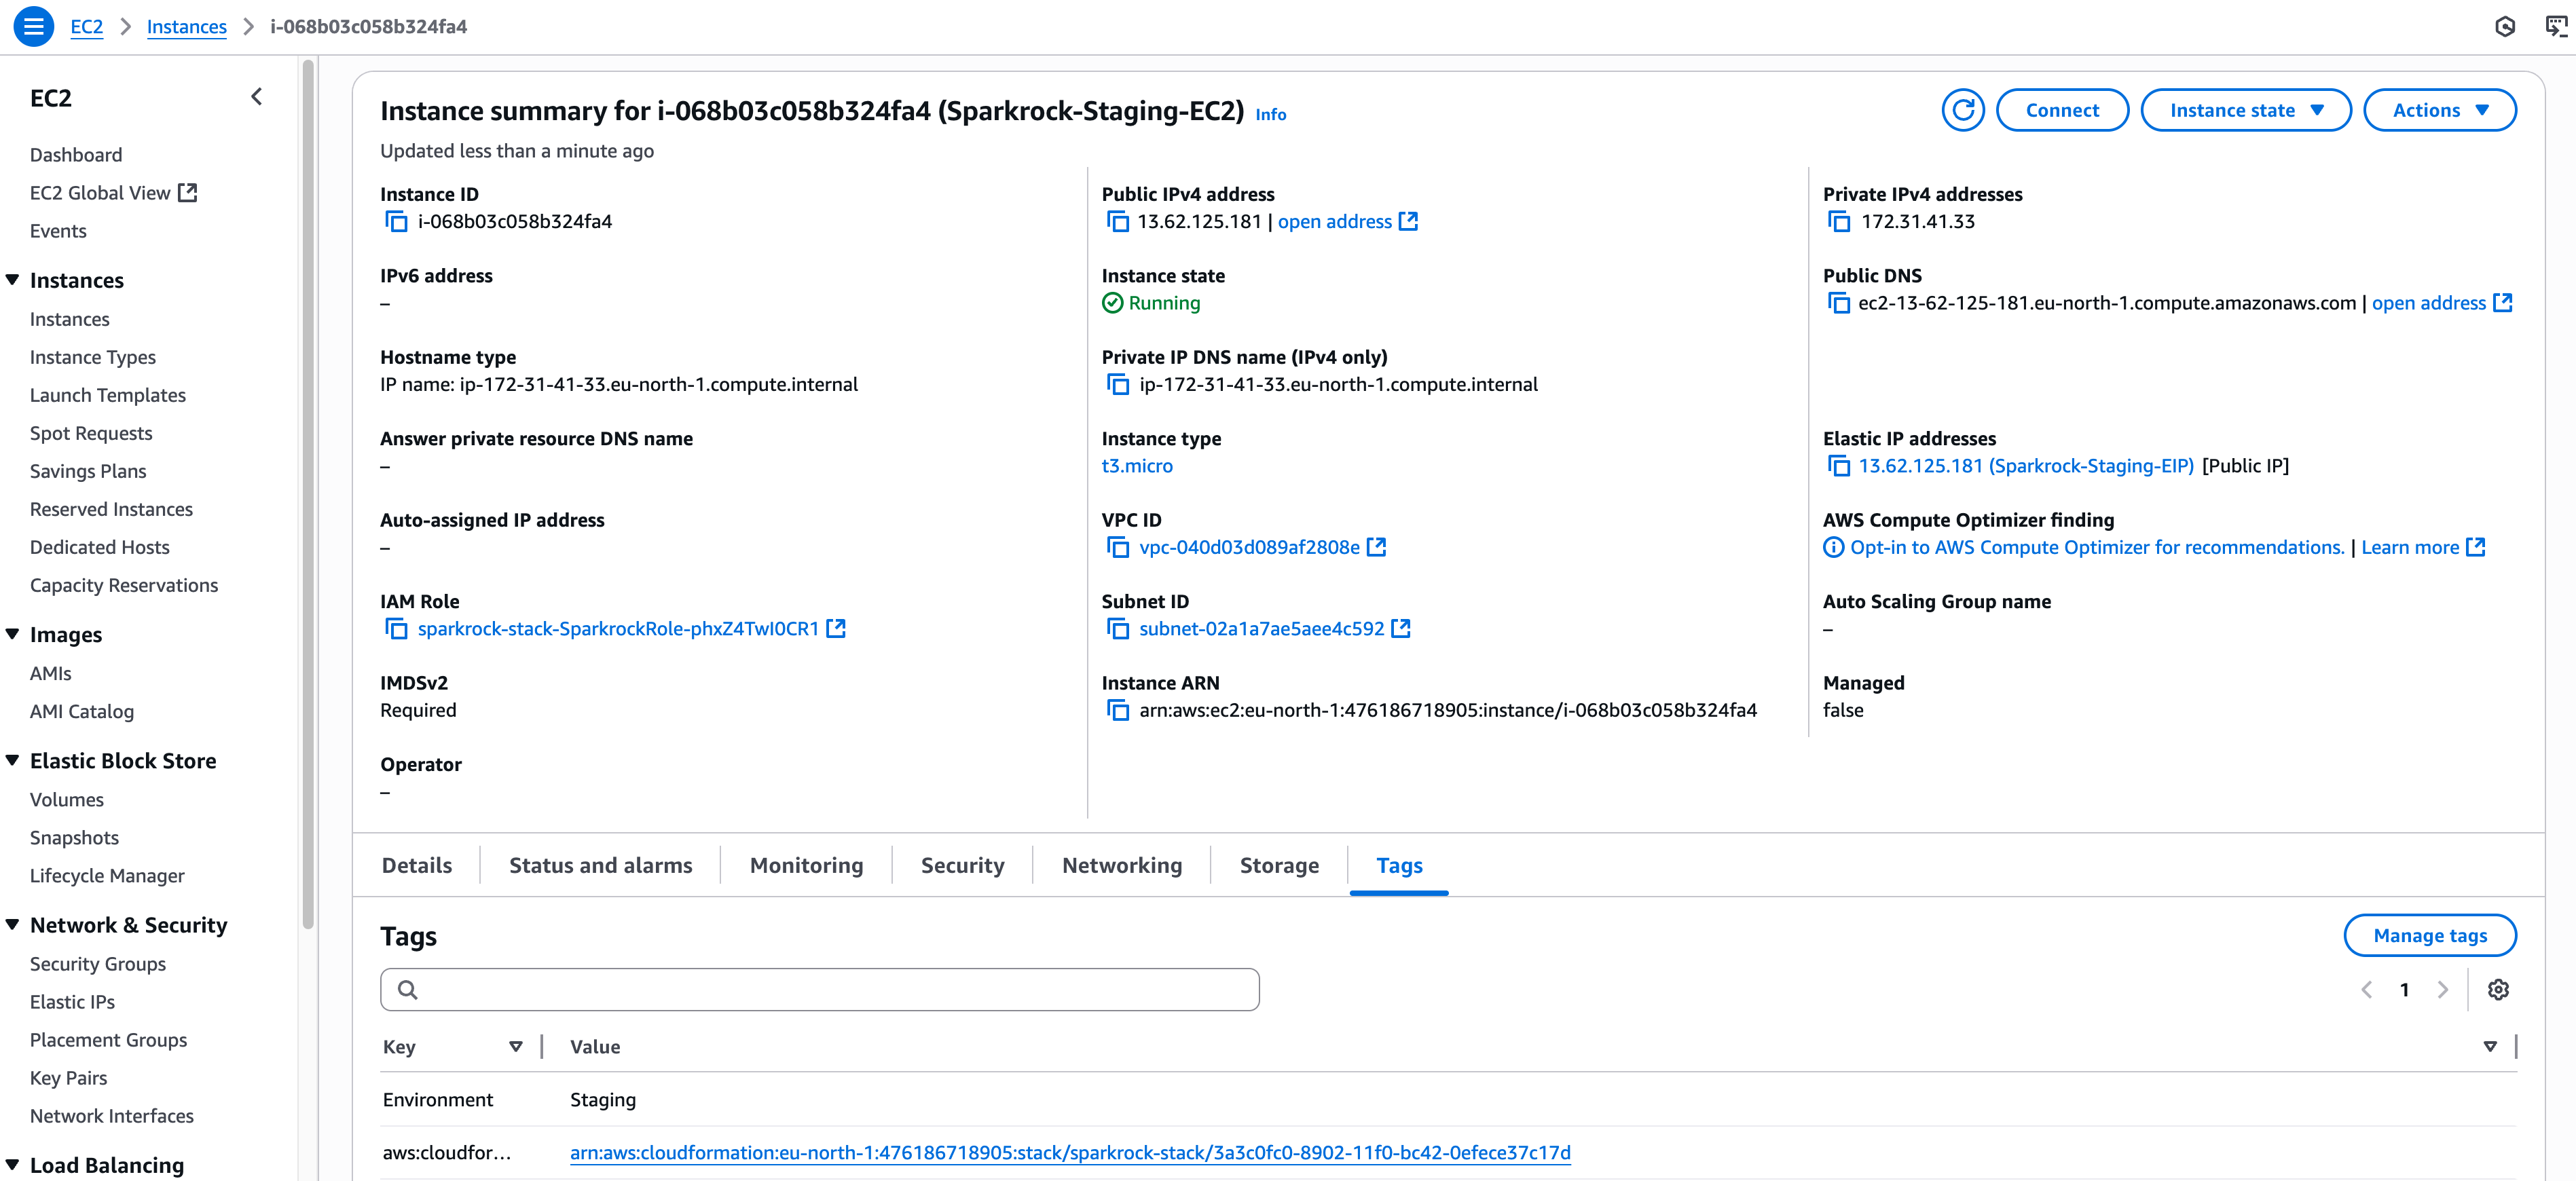 EC2 > Instances > i-068b03c058b324fa4
EC2
Dashboard
EC2 Global View
Events
Instances
Instances
Instance Types
Launch Templates
Spot Requests
Savings Plans
Reserved Instances
Dedicated Hosts
Capacity Reservations
Images
AMIs
AMI Catalog
Elastic Block Store
Volumes
Snapshots
Lifecycle Manager
Network & Security
Security Groups
Elastic IPs
Placement Groups
Key Pairs
Network Interfaces
Load Balancing
Instance summary for i-068b03c058b324fa4 (Sparkrock-Staging-EC2) Info
Connect
Instance state
Actions
Updated less than a minute ago
Instance ID
i-068b03c058b324fa4
Public IPv4 address
13.62.125.181 | open address
Private IPv4 addresses
172.31.41.33
IPv6 address
–
Instance state
Running
Public DNS
ec2-13-62-125-181.eu-north-1.compute.amazonaws.com | open address
Hostname type
IP name: ip-172-31-41-33.eu-north-1.compute.internal
Private IP DNS name (IPv4 only)
ip-172-31-41-33.eu-north-1.compute.internal
Answer private resource DNS name
–
Instance type
t3.micro
Elastic IP addresses
13.62.125.181 (Sparkrock-Staging-EIP) [Public IP]
Auto-assigned IP address
–
VPC ID
vpc-040d03d089af2808e
AWS Compute Optimizer finding
Opt-in to AWS Compute Optimizer for recommendations. | Learn more
IAM Role
sparkrock-stack-SparkrockRole-phxZ4TwI0CR1
Subnet ID
subnet-02a1a7ae5aee4c592
Auto Scaling Group name
–
IMDSv2
Required
Instance ARN
arn:aws:ec2:eu-north-1:476186718905:instance/i-068b03c058b324fa4
Managed
false
Operator
–
Details
Status and alarms
Monitoring
Security
Networking
Storage
Tags
Tags
Manage tags
1
Key
Value
Environment
Staging
aws:cloudfor...
arn:aws:cloudformation:eu-north-1:476186718905:stack/sparkrock-stack/3a3c0fc0-8902-11f0-bc42-0efece37c17d